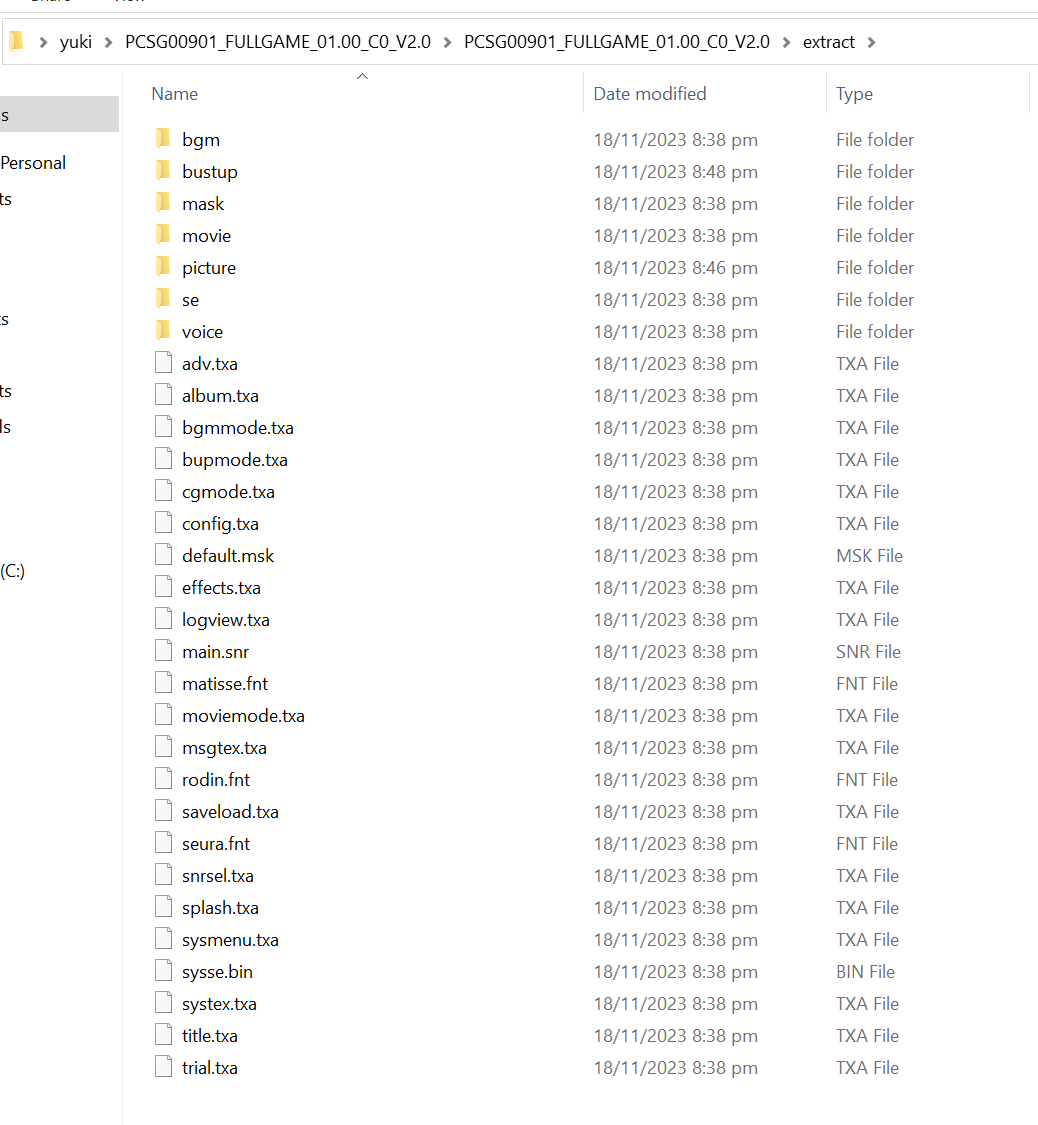 yuki > PCSG00901_FULLGAME_01.00_C0_V2.0 > PCSG00901_FULLGAME_01.00_C0_V2.0 > extract >
Name Date modified Type
bgm 18/11/2023 8:38 pm File folder
bustup 18/11/2023 8:48 pm File folder
Personal
mask 18/11/2023 8:38 pm File folder
movie 18/11/2023 8:38 pm File folder
picture 18/11/2023 8:46 pm File folder
se 18/11/2023 8:38 pm File folder
voice 18/11/2023 8:38 pm File folder
adv.txa 18/11/2023 8:38 pm TXA File
album.txa 18/11/2023 8:38 pm TXA File
bgmmode.txa 18/11/2023 8:38 pm TXA File
bupmode.txa 18/11/2023 8:38 pm TXA File
cgmode.txa 18/11/2023 8:38 pm TXA File
config.txa 18/11/2023 8:38 pm TXA File
default.msk 18/11/2023 8:38 pm MSK File
(C:)
effects.txa 18/11/2023 8:38 pm TXA File
logview.txa 18/11/2023 8:38 pm TXA File
main.snr 18/11/2023 8:38 pm SNR File
matisse.fnt 18/11/2023 8:38 pm FNT File
moviemode.txa 18/11/2023 8:38 pm TXA File
msgtex.txa 18/11/2023 8:38 pm TXA File
rodin.fnt 18/11/2023 8:38 pm FNT File
saveload.txa 18/11/2023 8:38 pm TXA File
seura.fnt 18/11/2023 8:38 pm FNT File
snrsel.txa 18/11/2023 8:38 pm TXA File
splash.txa 18/11/2023 8:38 pm TXA File
sysmenu.txa 18/11/2023 8:38 pm TXA File
sysse.bin 18/11/2023 8:38 pm BIN File
systex.txa 18/11/2023 8:38 pm TXA File
title.txa 18/11/2023 8:38 pm TXA File
trial.txa 18/11/2023 8:38 pm TXA File